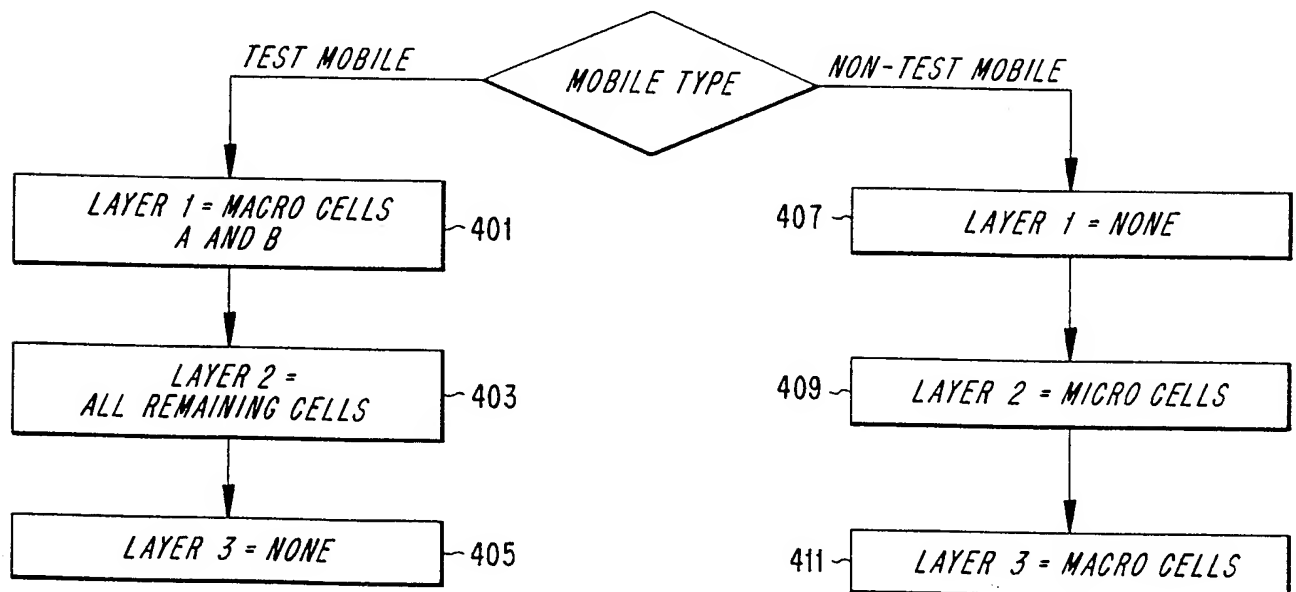 TEST MOBILE
MOBILE TYPE
NON-TEST MOBILE
LAYER 1 = MACRO CELLS
A AND B
401
LAYER 2 =
ALL REMAINING CELLS
403
LAYER 3 = NONE
405
407
LAYER 1 = NONE
409
LAYER 2 = MICRO CELLS
411
LAYER 3 = MACRO CELLS